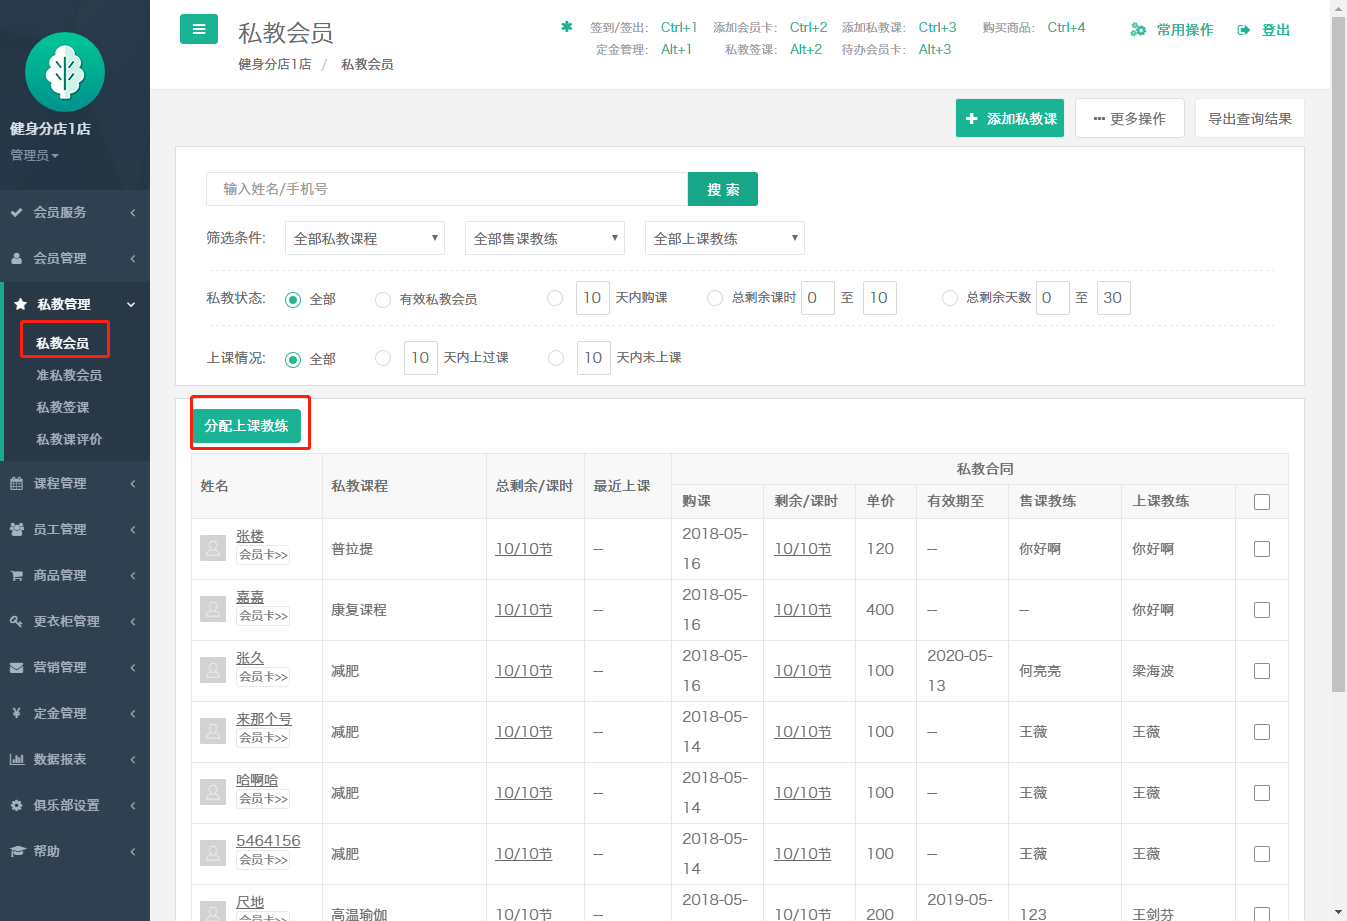 健身分店1店
管理员
会员服务
会员管理
私教管理
私教会员
准私教会员
私教签课
私教课评价
课程管理
员工管理
商品管理
更衣柜管理
营销管理
定金管理
数据报表
俱乐部设置
帮助
私教会员
健身分店1店 / 私教会员
签到/签出: Ctrl+1 添加会员卡: Ctrl+2 添加私教课: Ctrl+3 购买商品: Ctrl+4
定金管理: Alt+1 私教签课: Alt+2 待办会员卡: Alt+3
常用操作 登出
添加私教课 更多操作 导出查询结果
输入姓名/手机号 搜 索
筛选条件: 全部私教课程 全部售课教练 全部上课教练
私教状态: 全部 有效私教会员 10 天内购课 总剩余课时 0 至 10 总剩余天数 0 至 30
上课情况: 全部 10 天内上过课 10 天内未上课
分配上课教练
姓名 私教课程 总剩余/课时 最近上课 私教合同
购课 剩余/课时 单价 有效期至 售课教练 上课教练
张楼 会员卡>> 普拉提 10/10节 -- 2018-05-16 10/10节 120 -- 你好啊 你好啊
嘉嘉 会员卡>> 康复课程 10/10节 -- 2018-05-16 10/10节 400 -- -- 你好啊
张久 会员卡>> 减肥 10/10节 -- 2018-05-16 10/10节 100 2020-05-13 何亮亮 梁海波
来那个号 会员卡>> 减肥 10/10节 -- 2018-05-14 10/10节 100 -- 王薇 王薇
哈啊哈 会员卡>> 减肥 10/10节 -- 2018-05-14 10/10节 100 -- 王薇 王薇
5464156 会员卡>> 减肥 10/10节 -- 2018-05-14 10/10节 100 -- 王薇 王薇
尺地 会员卡>> 高温瑜伽 10/10节 -- 2018-05- 10/10节 200 2019-05- 123 王剑芬